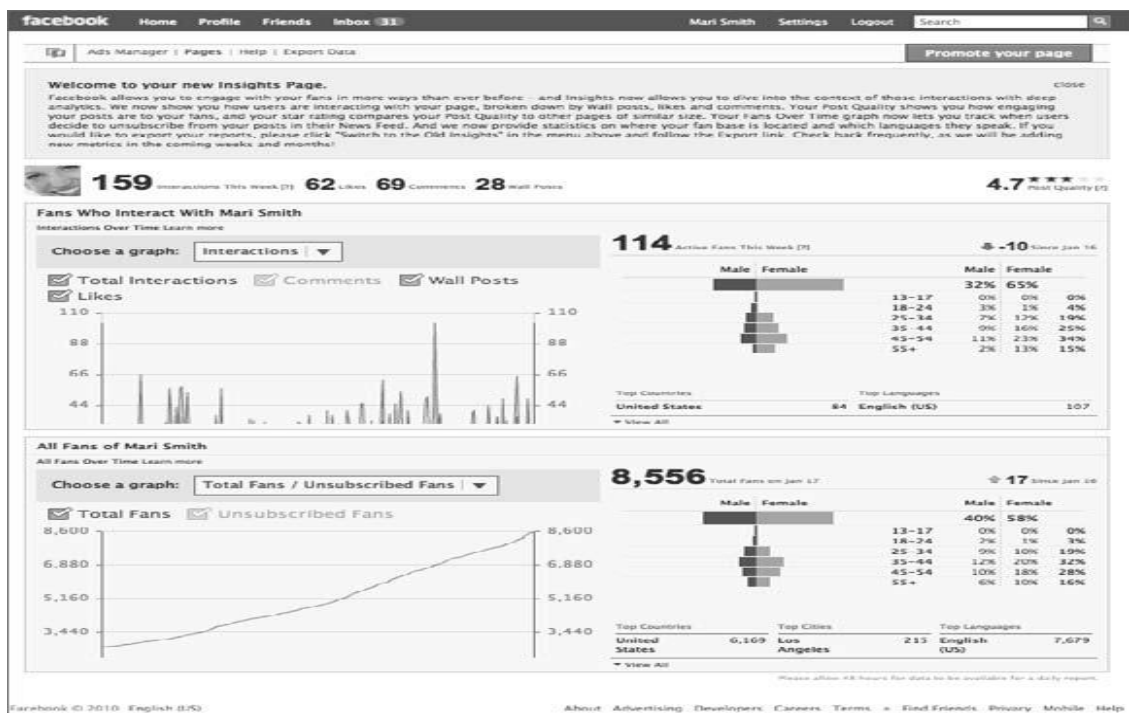 facebook Home Profile Friends Inbox 31 Mari Smith Settings Logout Search
Ads Manager | Pages | Help | Export Data Promote your page
Welcome to your new Insights Page. close
Facebook allows you to engage with your fans in more ways than ever before - and Insights now allows you to dive into the context of those interactions with deep
analytics. We now show you how users are interacting with your page, broken down by Wall posts, likes and comments. Your Post Quality shows you how engaging
your posts are to your fans, and your star rating compares your Post Quality to other pages of similar size. Your Fans Over Time graph now lets you track when users
decide to unsubscribe from your posts in their News Feed. And we now provide statistics on where your fan base is located and which languages they speak. If you
would like to export your reports, please click "Switch to the Old Insights" in the menu above and follow the Export link. Check back frequently, as we will be adding
new metrics in the coming weeks and months!
159 Interactions This Week [?] 62 Likes 69 Comments 28 Wall Posts 4.7 Post Quality [?]
Fans Who Interact With Mari Smith
Interactions Over Time Learn more
Choose a graph: Interactions
Total Interactions Comments Wall Posts
Likes
110 110
88 88
66 66
44 44
114 Active Fans This Week [?] -10 Since Jan 16
Male Female Male Female
32% 65%
13-17 0% 0% 0%
18-24 3% 1% 4%
25-34 7% 12% 19%
35-44 9% 16% 25%
45-54 11% 23% 34%
55+ 2% 13% 15%
Top Countries Top Languages
United States 84 English (US) 107
View All
All Fans of Mari Smith
All Fans Over Time Learn more
Choose a graph: Total Fans / Unsubscribed Fans
Total Fans Unsubscribed Fans
8,600 8,600
6,880 6,880
5,160 5,160
3,440 3,440
8,556 Total Fans on Jan 17 17 Since Jan 16
Male Female Male Female
40% 58%
13-17 0% 0% 0%
18-24 2% 1% 3%
25-34 9% 10% 19%
35-44 12% 20% 32%
45-54 10% 18% 28%
55+ 6% 10% 16%
Top Countries Top Cities Top Languages
United States 6,169 Los Angeles 215 English (US) 7,679
View All
Please allow 48 hours for data to be available for a daily report.
Facebook © 2010 English (US) About Advertising Developers Careers Terms Find Friends Privacy Mobile Help